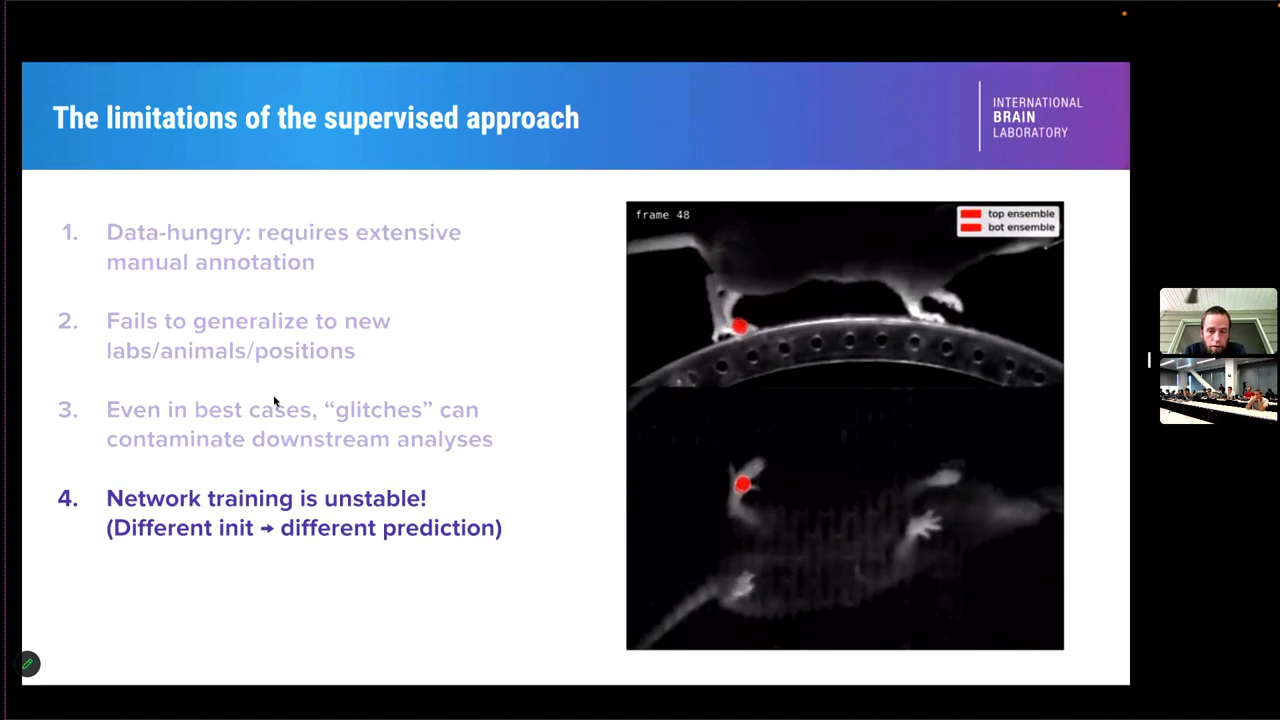 The limitations of the supervised approach
INTERNATIONAL
BRAIN
LABORATORY
1. Data-hungry: requires extensive
manual annotation
2. Fails to generalize to new
labs/animals/positions
3. Even in best cases, “glitches” can
contaminate downstream analyses
4. Network training is unstable!
(Different init → different prediction)
frame 48
top ensemble
bot ensemble